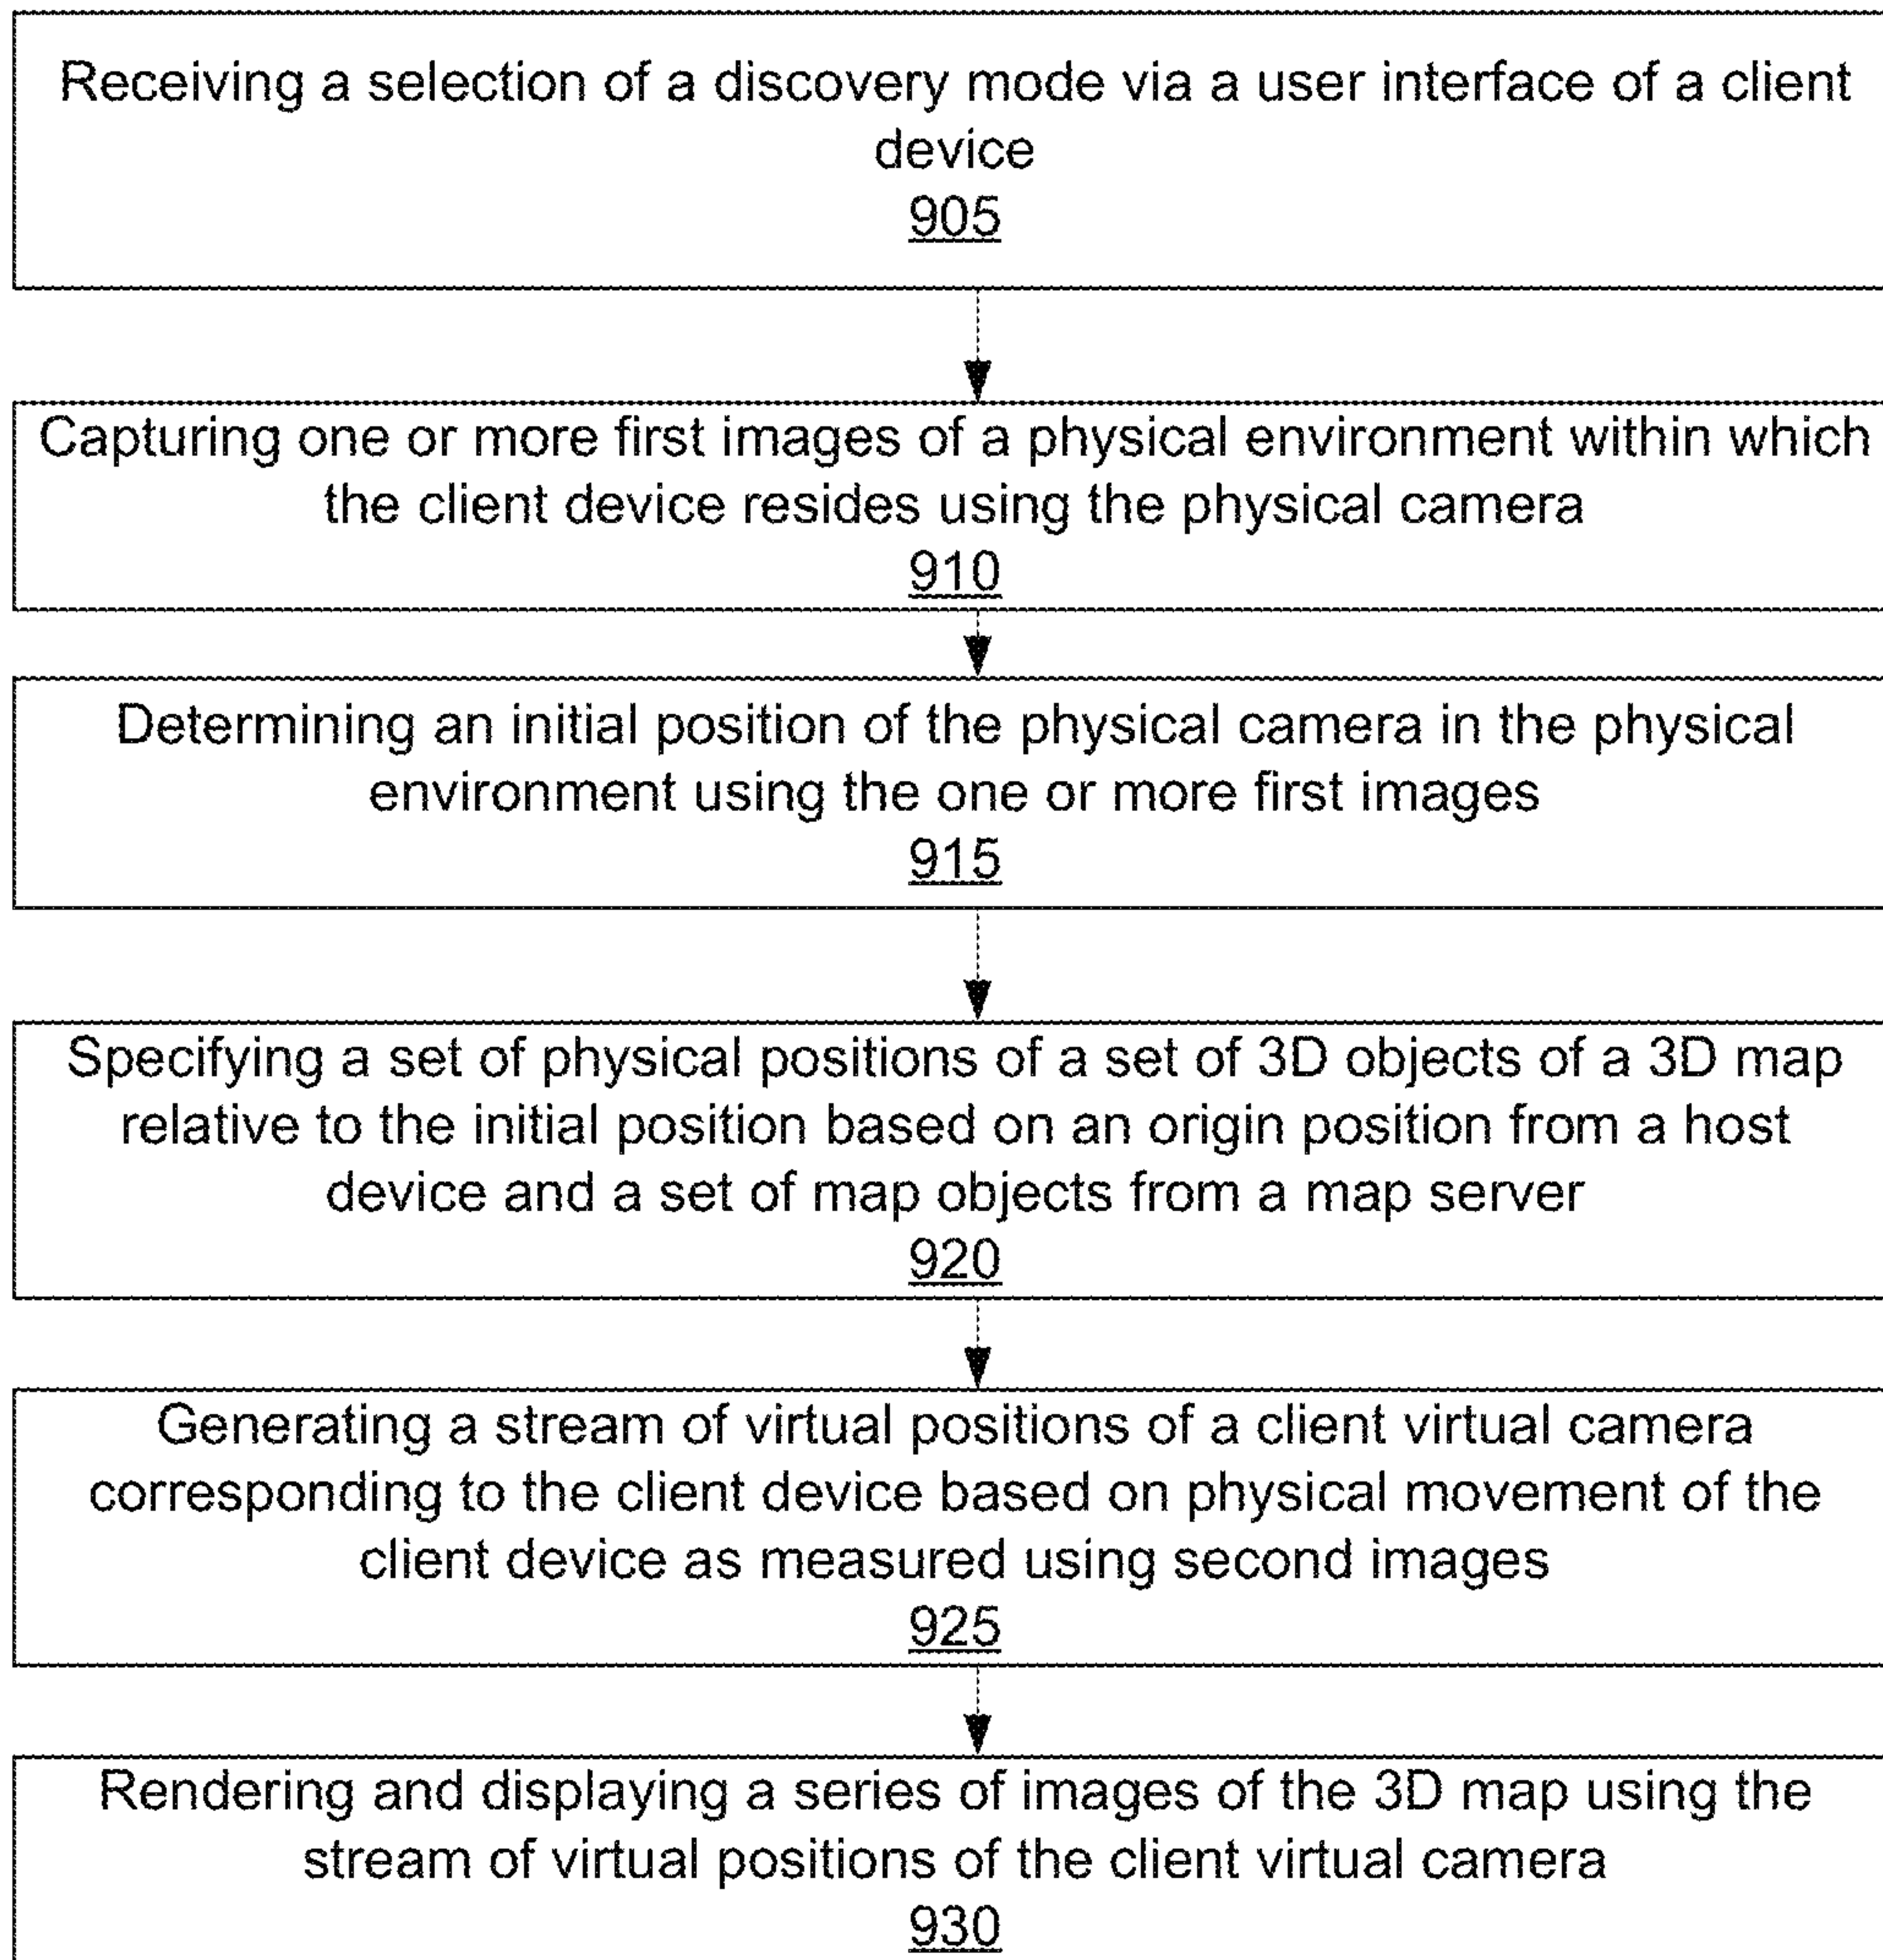 Receiving a selection of a discovery mode via a user interface of a client
device
905
Capturing one or more first images of a physical environment within which
the client device resides using the physical camera
910
Determining an initial position of the physical camera in the physical
environment using the one or more first images
915
Specifying a set of physical positions of a set of 3D objects of a 3D map
relative to the initial position based on an origin position from a host
device and a set of map objects from a map server
920
Generating a stream of virtual positions of a client virtual camera
corresponding to the client device based on physical movement of the
client device as measured using second images
925
Rendering and displaying a series of images of the 3D map using the
stream of virtual positions of the client virtual camera
930